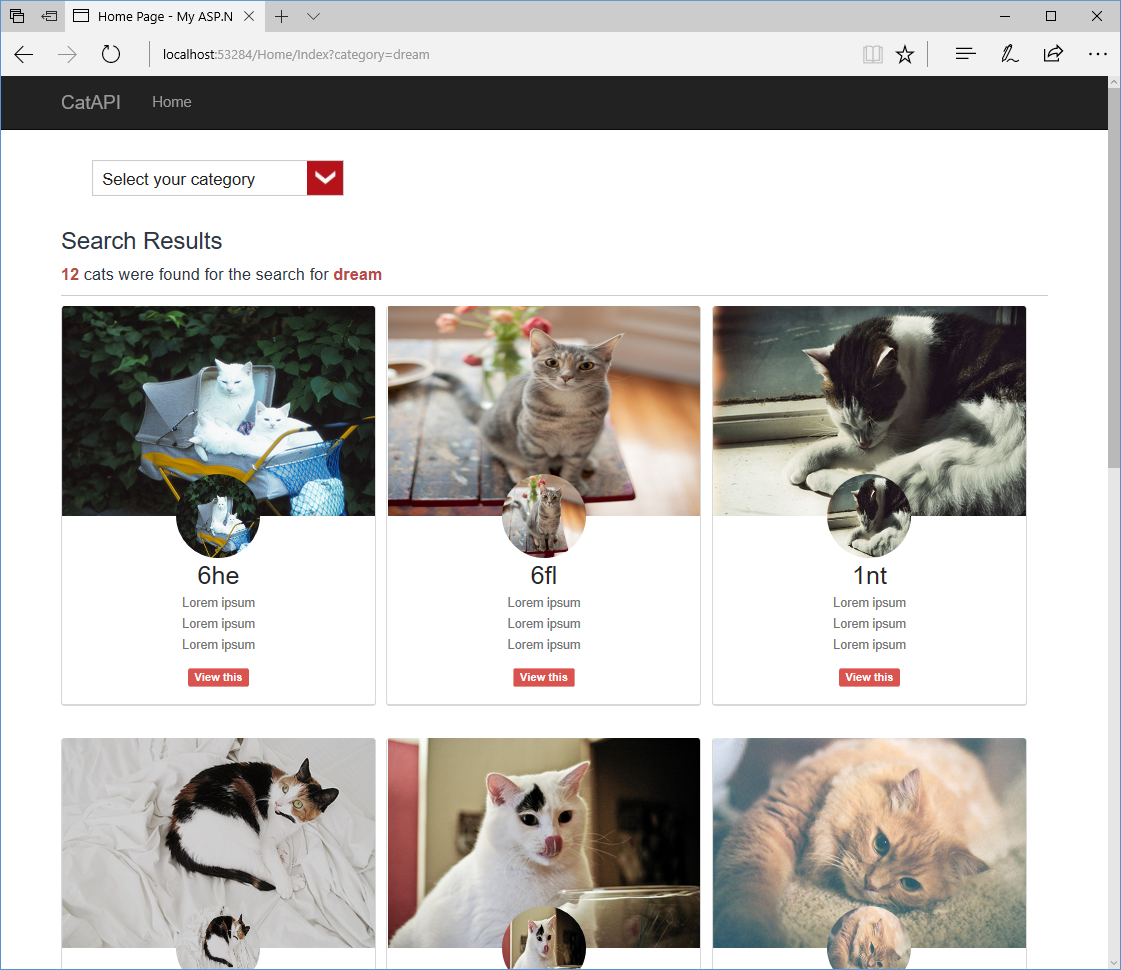 Home Page - My ASP.N
localhost:53284/Home/Index?category=dream
CatAPI Home
Select your category
Search Results
12 cats were found for the search for dream
6he 6fl 1nt
Lorem ipsum Lorem ipsum Lorem ipsum
Lorem ipsum Lorem ipsum Lorem ipsum
Lorem ipsum Lorem ipsum Lorem ipsum
View this View this View this